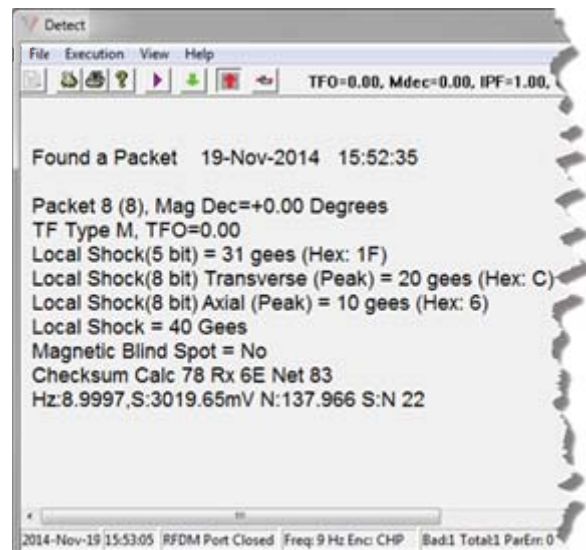 Detect
File Execution View Help
TFO=0.00, Mdec=0.00, IPF=1.00,
Found a Packet 19-Nov-2014 15:52:35
Packet 8 (8), Mag Dec=+0.00 Degrees
TF Type M, TFO=0.00
Local Shock(5 bit) = 31 gees (Hex: 1F)
Local Shock(8 bit) Transverse (Peak) = 20 gees (Hex: C)
Local Shock(8 bit) Axial (Peak) = 10 gees (Hex: 6)
Local Shock = 40 Gees
Magnetic Blind Spot = No
Checksum Calc 78 Rx 6E Net 83
Hz:8.9997,S:3019.65mV N:137.966 S:N 22
2014-Nov-19 15:53:05 RFDM Port Closed Freq: 9 Hz Enc: CHP Bad:1 Total:1 ParErr: 0